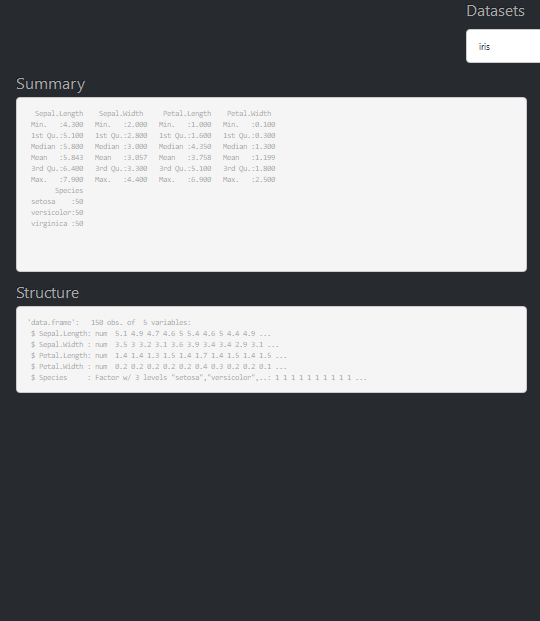 Datasets
iris
Summary
Sepal.Length Sepal.Width Petal.Length Petal.Width
Min. :4.300 Min. :2.000 Min. :1.000 Min. :0.100
1st Qu.:5.100 1st Qu.:2.800 1st Qu.:1.600 1st Qu.:0.300
Median :5.800 Median :3.000 Median :4.350 Median :1.300
Mean :5.843 Mean :3.057 Mean :3.758 Mean :1.199
3rd Qu.:6.400 3rd Qu.:3.300 3rd Qu.:5.100 3rd Qu.:1.800
Max. :7.900 Max. :4.400 Max. :6.900 Max. :2.500
Species
setosa :50
versicolor:50
virginica :50
Structure
'data.frame': 150 obs. of 5 variables:
$ Sepal.Length: num 5.1 4.9 4.7 4.6 5 5.4 4.6 5 4.4 4.9 ...
$ Sepal.Width : num 3.5 3 3.2 3.1 3.6 3.9 3.4 3.4 2.9 3.1 ...
$ Petal.Length: num 1.4 1.4 1.3 1.5 1.4 1.7 1.4 1.5 1.4 1.5 ...
$ Petal.Width : num 0.2 0.2 0.2 0.2 0.2 0.4 0.3 0.2 0.2 0.1 ...
$ Species : Factor w/ 3 levels "setosa","versicolor",..: 1 1 1 1 1 1 1 1 1 1 ...